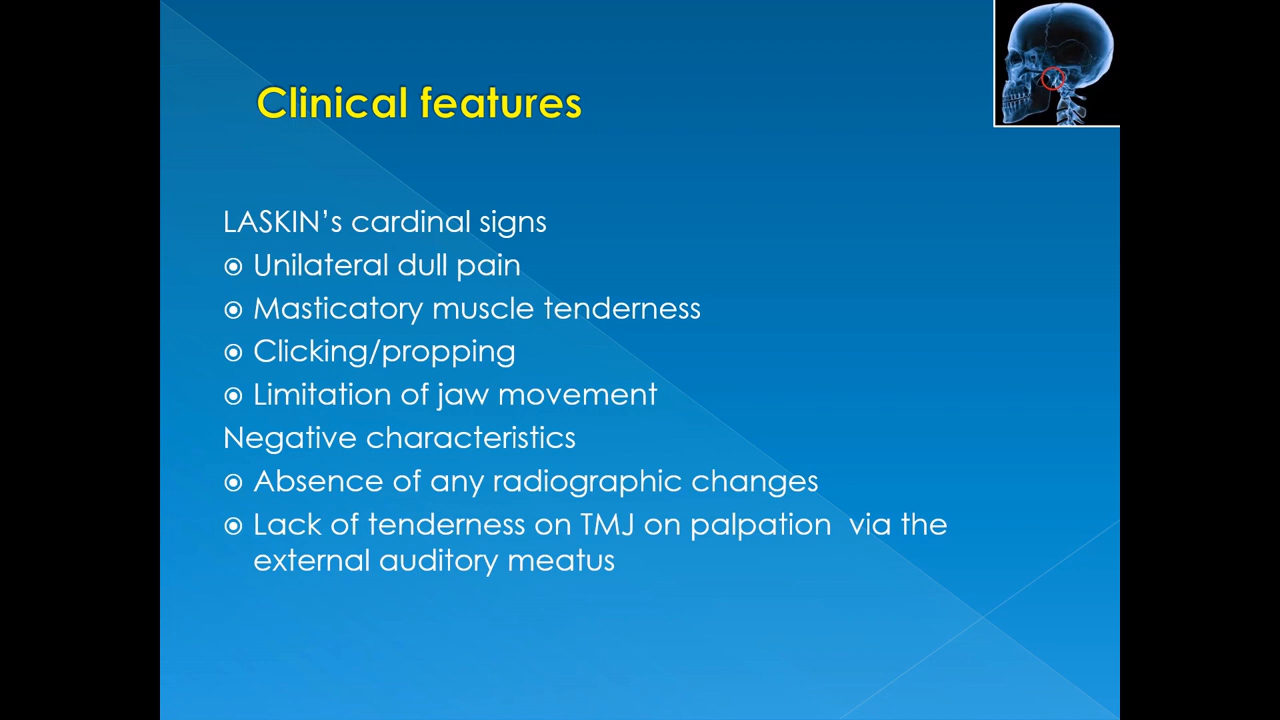 Clinical features
LASKIN’s cardinal signs
Unilateral dull pain
Masticatory muscle tenderness
Clicking/propping
Limitation of jaw movement
Negative characteristics
Absence of any radiographic changes
Lack of tenderness on TMJ on palpation  via the
external auditory meatus